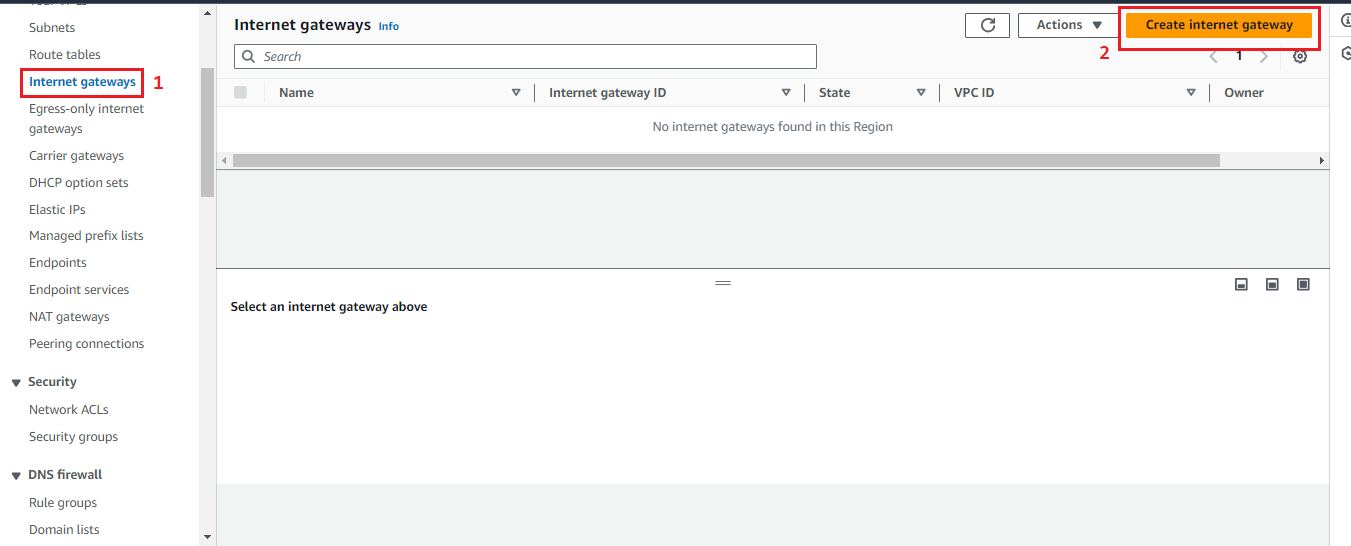 Subnets
Route tables
Internet gateways 1
Egress-only internet
gateways
Carrier gateways
DHCP option sets
Elastic IPs
Managed prefix lists
Endpoints
Endpoint services
NAT gateways
Peering connections
Security
Network ACLs
Security groups
DNS firewall
Rule groups
Domain lists
Internet gateways Info
Actions
Create internet gateway
2
Search
1
Name Internet gateway ID State VPC ID Owner
No internet gateways found in this Region
Select an internet gateway above